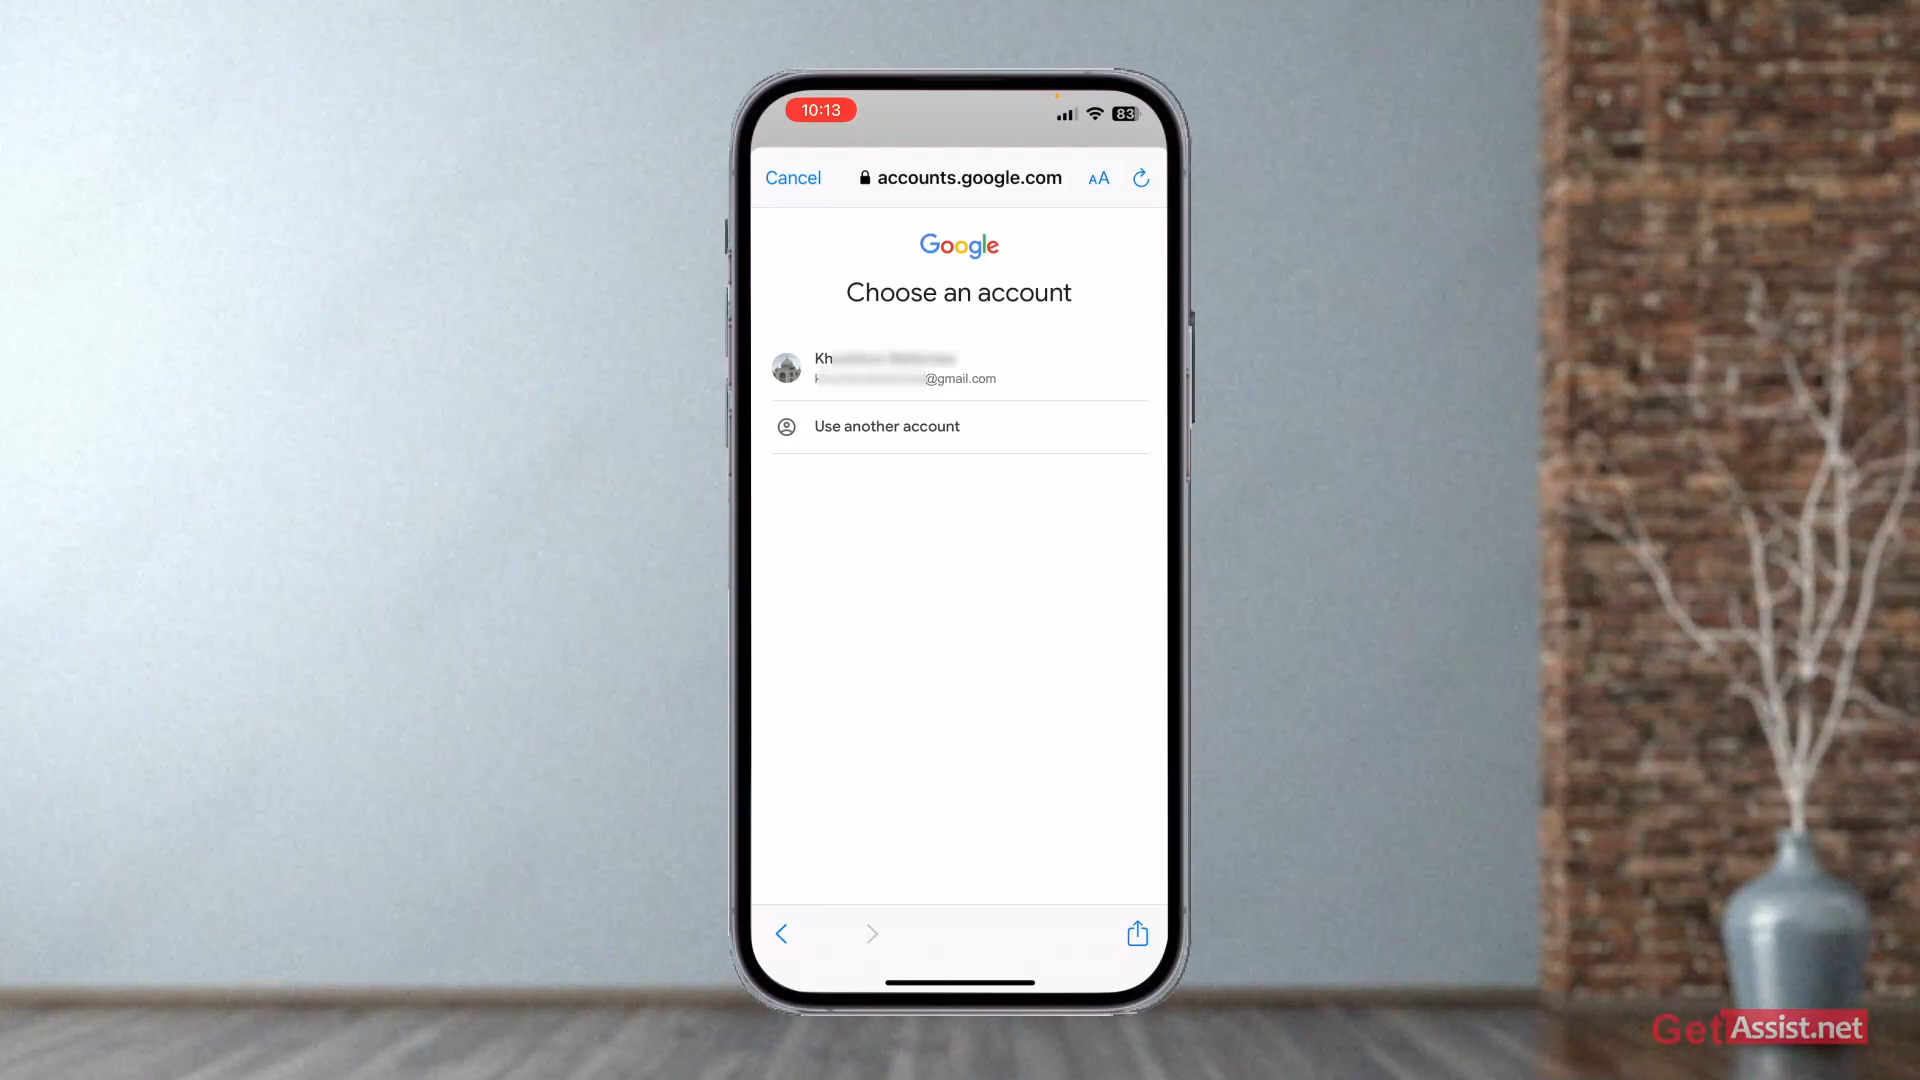 10:13
83
Cancel
accounts.google.com
AA
Google
Choose an account
Kh
@gmail.com
Use another account
GetAssist.net